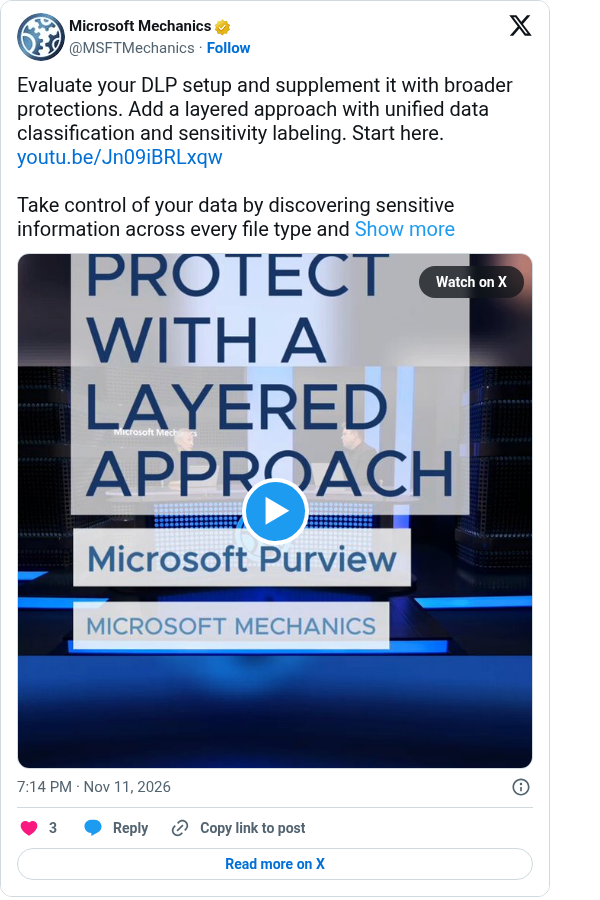 Microsoft Mechanics
@MSFTMechanics · Follow
Evaluate your DLP setup and supplement it with broader
protections. Add a layered approach with unified data
classification and sensitivity labeling. Start here.
youtu.be/Jn09iBRLxqw
Take control of your data by discovering sensitive
information across every file type and Show more
Watch on X
PROTECT
WITH A
LAYERED
Microsoft Mechanics
APPROACH
Microsoft Purview
MICROSOFT MECHANICS
7:14 PM · Nov 11, 2026
3 Reply Copy link to post
Read more on X